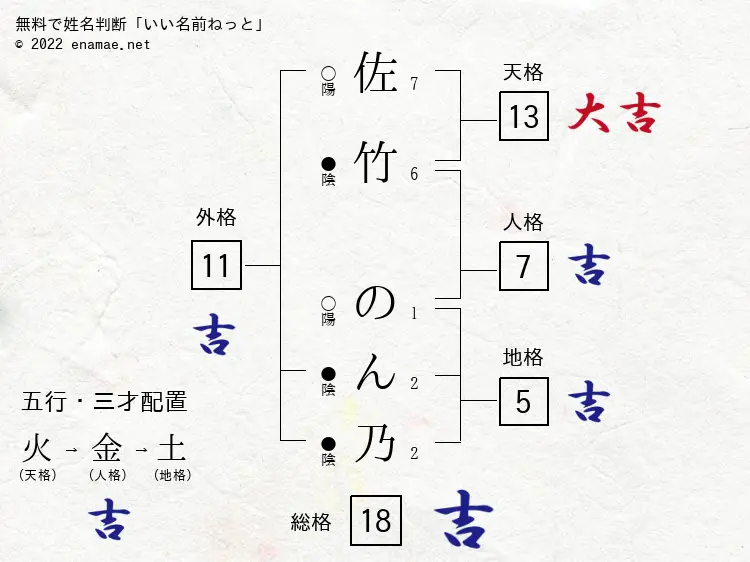 無料で姓名判断「いい名前ねっと」
© 2022 enamae.net
佐 7
○陽
竹 6
●陰
の 1
○陽
ん 2
●陰
乃 2
●陰
天格
13 大吉
人格
7 吉
地格
5 吉
外格
11
吉
総格 18 吉
五行・三才配置
火→金→土
(天格) (人格) (地格)
吉